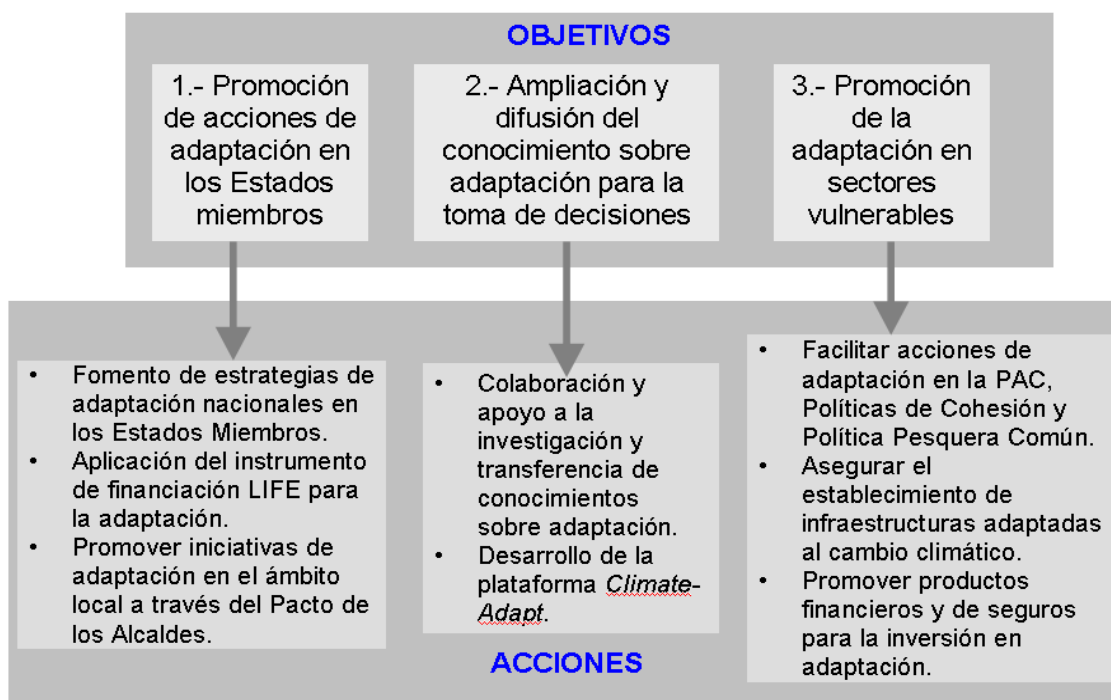 OBJETIVOS
1.- Promoción
de acciones de
adaptación en
los Estados
miembros
2.- Ampliación y
difusión del
conocimiento sobre
adaptación para la
toma de decisiones
3.- Promoción
de la
adaptación en
sectores
vulnerables
• Fomento de estrategias de
adaptación nacionales en
los Estados Miembros.
• Aplicación del instrumento
de financiación LIFE para
la adaptación.
• Promover iniciativas de
adaptación en el ámbito
local a través del Pacto de
los Alcaldes.
• Colaboración y
apoyo a la
investigación y
transferencia de
conocimientos
sobre adaptación.
• Desarrollo de la
plataforma Climate-
Adapt.
• Facilitar acciones de
adaptación en la PAC,
Políticas de Cohesión y
Política Pesquera Común.
• Asegurar el
establecimiento de
infraestructuras adaptadas
al cambio climático.
• Promover productos
financieros y de seguros
para la inversión en
adaptación.
ACCIONES